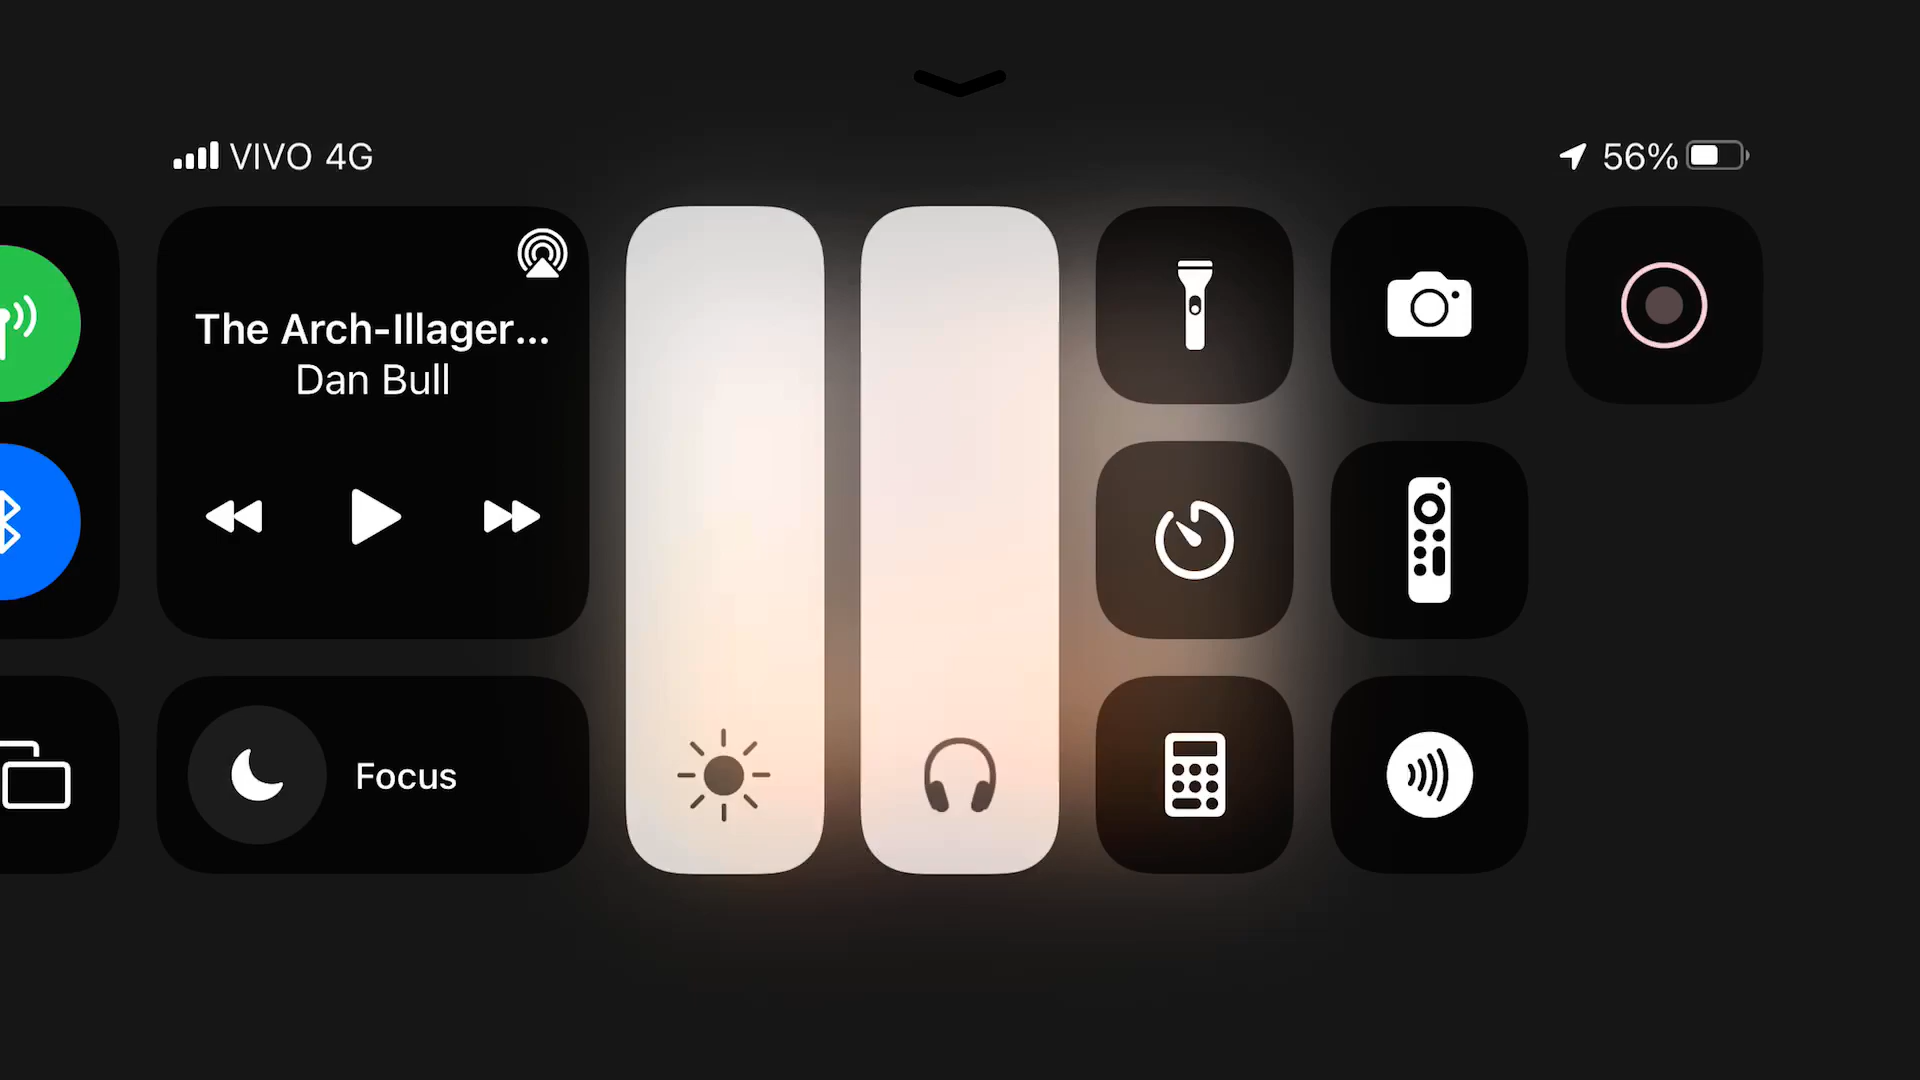 VIVO 4G
56%
The Arch-Illager...
Dan Bull
Focus